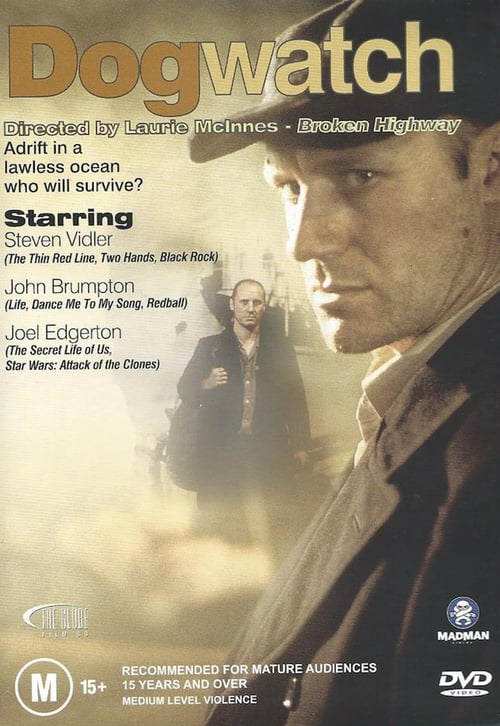 Dogwatch
Directed by Laurie McInnes - Broken Highway
Adrift in a
lawless ocean
who will survive?
Starring
Steven Vidler
(The Thin Red Line, Two Hands, Black Rock)
John Brumpton
(Life, Dance Me To My Song, Redball)
Joel Edgerton
(The Secret Life of Us,
Star Wars: Attack of the Clones)
THE GLOBE
FILM CO
MADMAN
CINEMA
M 15+
RECOMMENDED FOR MATURE AUDIENCES
15 YEARS AND OVER
MEDIUM LEVEL VIOLENCE
DVD
VIDEO